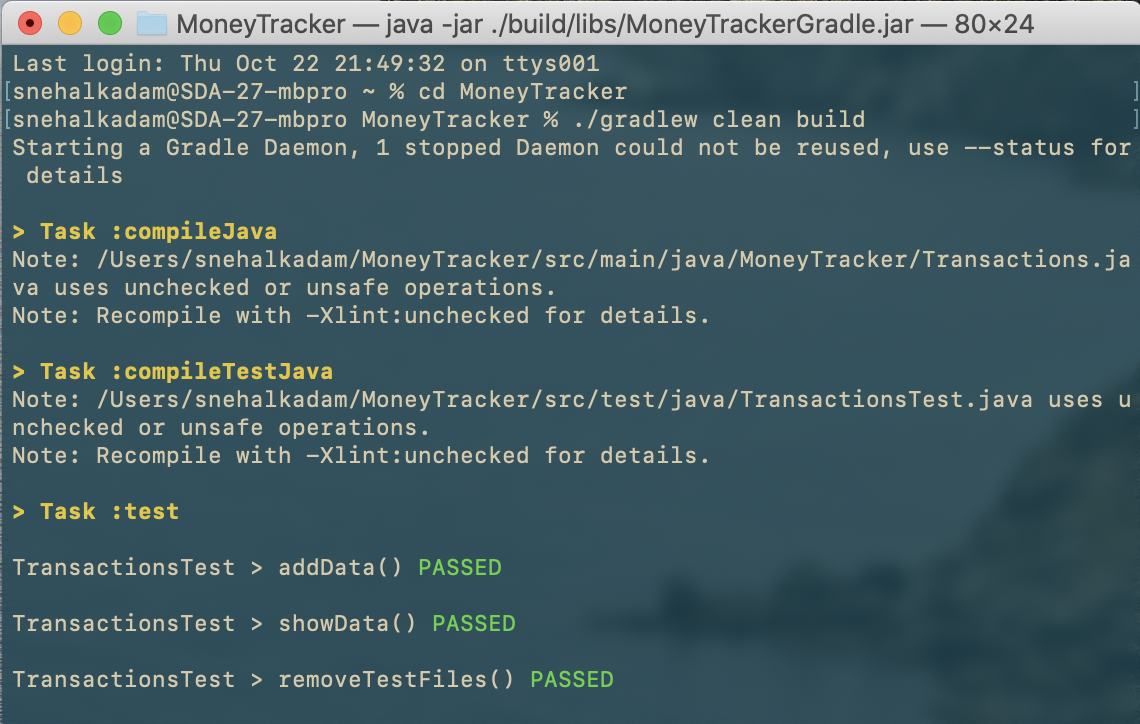 MoneyTracker — java -jar ./build/libs/MoneyTrackerGradle.jar — 80×24
Last login: Thu Oct 22 21:49:32 on ttys001
[snehalkadam@SDA-27-mbpro ~ % cd MoneyTracker ]
[snehalkadam@SDA-27-mbpro MoneyTracker % ./gradlew clean build ]
Starting a Gradle Daemon, 1 stopped Daemon could not be reused, use --status for
details
> Task :compileJava
Note: /Users/snehalkadam/MoneyTracker/src/main/java/MoneyTracker/Transactions.ja
va uses unchecked or unsafe operations.
Note: Recompile with -Xlint:unchecked for details.
> Task :compileTestJava
Note: /Users/snehalkadam/MoneyTracker/src/test/java/TransactionsTest.java uses u
nchecked or unsafe operations.
Note: Recompile with -Xlint:unchecked for details.
> Task :test
TransactionsTest > addData() PASSED
TransactionsTest > showData() PASSED
TransactionsTest > removeTestFiles() PASSED